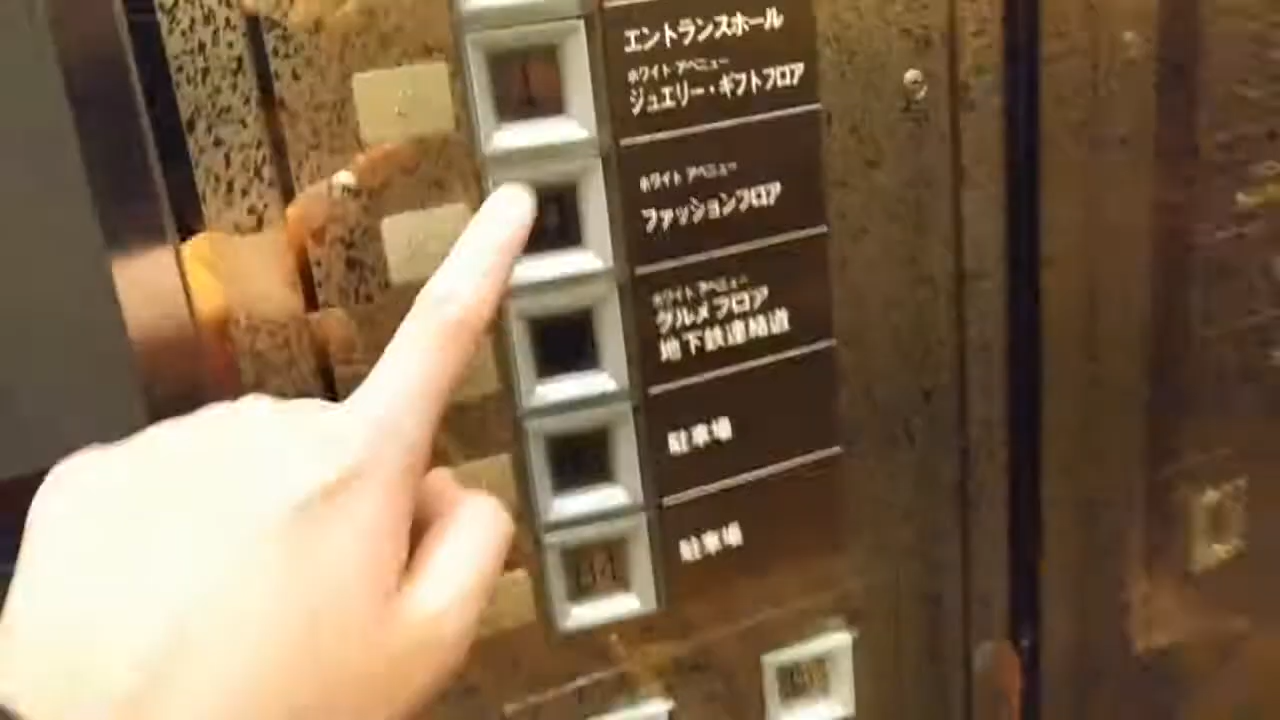 エントランスホール
ホワイト アベニュー
ジュエリー・ギフトフロア
1
ホワイト アベニュー
ファッションフロア
ホワイト アベニュー
グルメフロア
地下鉄連絡道
駐車場
駐車場
B4